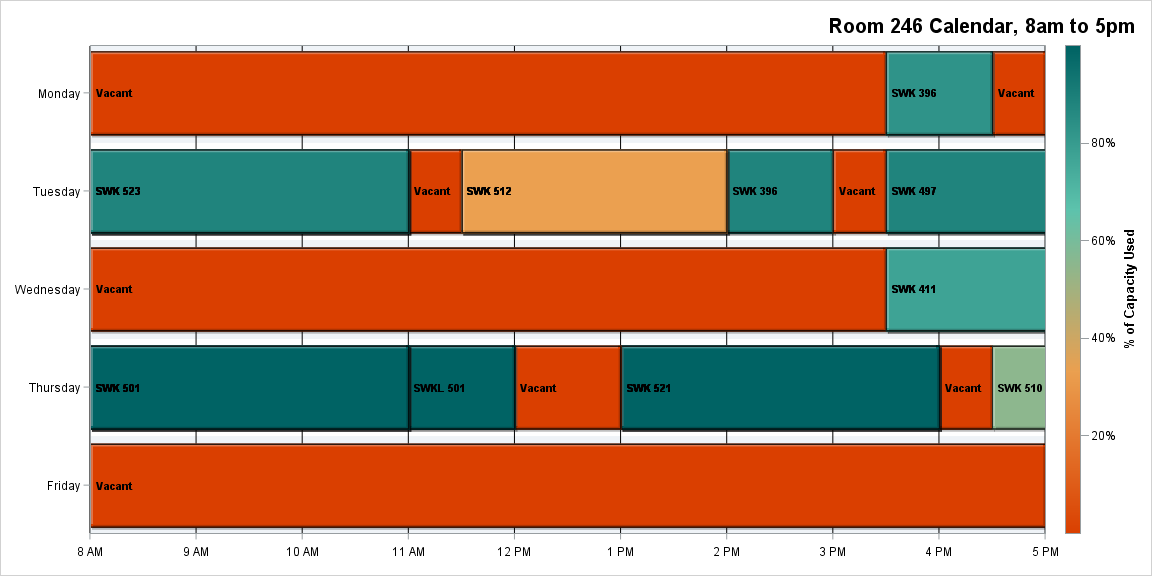 Room 246 Calendar, 8am to 5pm
Monday
Vacant
SWK 396
Vacant
Tuesday
SWK 523
Vacant
SWK 512
SWK 396
Vacant
SWK 497
Wednesday
Vacant
SWK 411
Thursday
SWK 501
SWKL 501
Vacant
SWK 521
Vacant
SWK 510
Friday
Vacant
8 AM
9 AM
10 AM
11 AM
12 PM
1 PM
2 PM
3 PM
4 PM
5 PM
80%
60%
40%
20%
% of Capacity Used